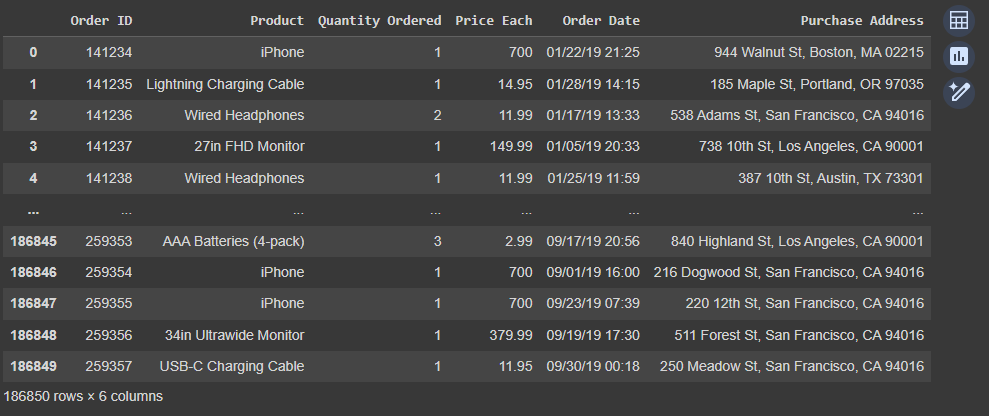 Order ID Product Quantity Ordered Price Each Order Date Purchase Address
0 141234 iPhone 1 700 01/22/19 21:25 944 Walnut St, Boston, MA 02215
1 141235 Lightning Charging Cable 1 14.95 01/28/19 14:15 185 Maple St, Portland, OR 97035
2 141236 Wired Headphones 2 11.99 01/17/19 13:33 538 Adams St, San Francisco, CA 94016
3 141237 27in FHD Monitor 1 149.99 01/05/19 20:33 738 10th St, Los Angeles, CA 90001
4 141238 Wired Headphones 1 11.99 01/25/19 11:59 387 10th St, Austin, TX 73301
... ... ... ... ... ... ...
186845 259353 AAA Batteries (4-pack) 3 2.99 09/17/19 20:56 840 Highland St, Los Angeles, CA 90001
186846 259354 iPhone 1 700 09/01/19 16:00 216 Dogwood St, San Francisco, CA 94016
186847 259355 iPhone 1 700 09/23/19 07:39 220 12th St, San Francisco, CA 94016
186848 259356 34in Ultrawide Monitor 1 379.99 09/19/19 17:30 511 Forest St, San Francisco, CA 94016
186849 259357 USB-C Charging Cable 1 11.95 09/30/19 00:18 250 Meadow St, San Francisco, CA 94016
186850 rows × 6 columns